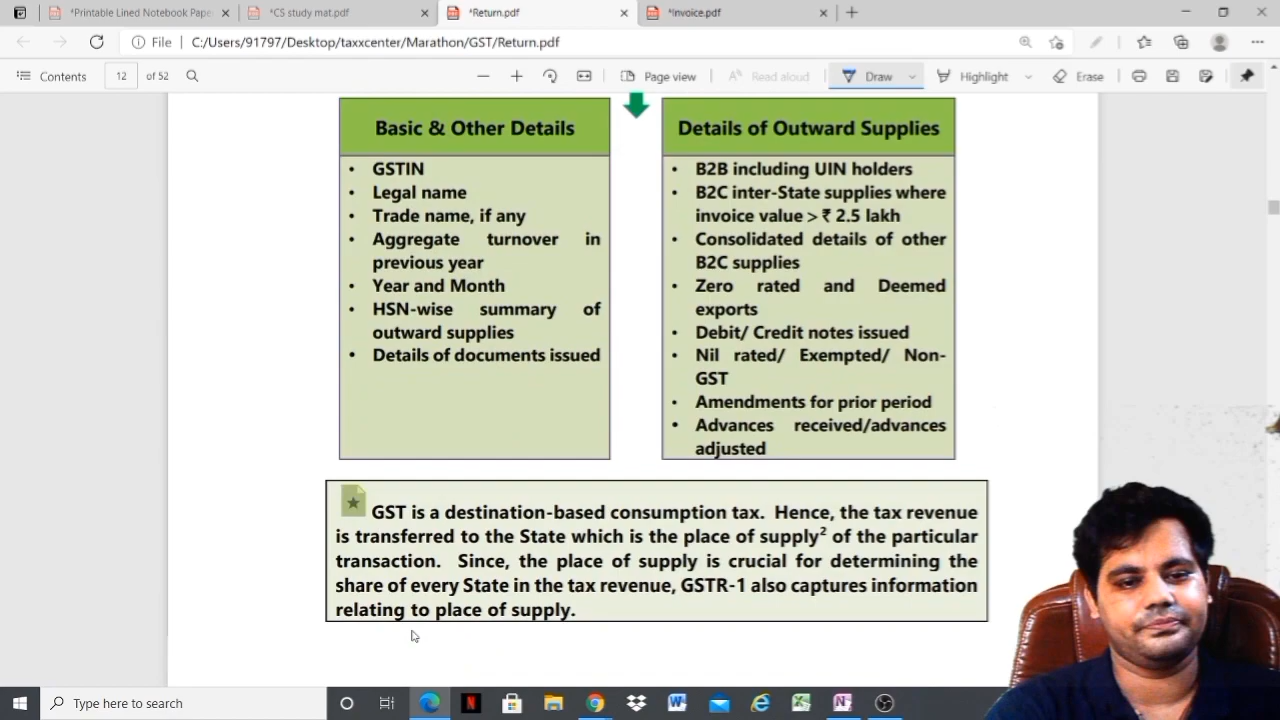 *Printable Lined Notebook Pape
*CS study mat.pdf
*Return.pdf
*Invoice.pdf
File
C:/Users/91797/Desktop/taxxcenter/Marathon/GST/Return.pdf
Contents
12
of 52
Page view
Read aloud
Draw
Highlight
Erase
Basic & Other Details
• GSTIN
• Legal name
• Trade name, if any
• Aggregate turnover in
previous year
• Year and Month
• HSN-wise summary of
outward supplies
• Details of documents issued
Details of Outward Supplies
• B2B including UIN holders
• B2C inter-State supplies where
invoice value > ₹ 2.5 lakh
• Consolidated details of other
B2C supplies
• Zero rated and Deemed
exports
• Debit/ Credit notes issued
• Nil rated/ Exempted/ Non-
GST
• Amendments for prior period
• Advances received/advances
adjusted
GST is a destination-based consumption tax. Hence, the tax revenue
is transferred to the State which is the place of supply² of the particular
transaction. Since, the place of supply is crucial for determining the
share of every State in the tax revenue, GSTR-1 also captures information
relating to place of supply.
Type here to search